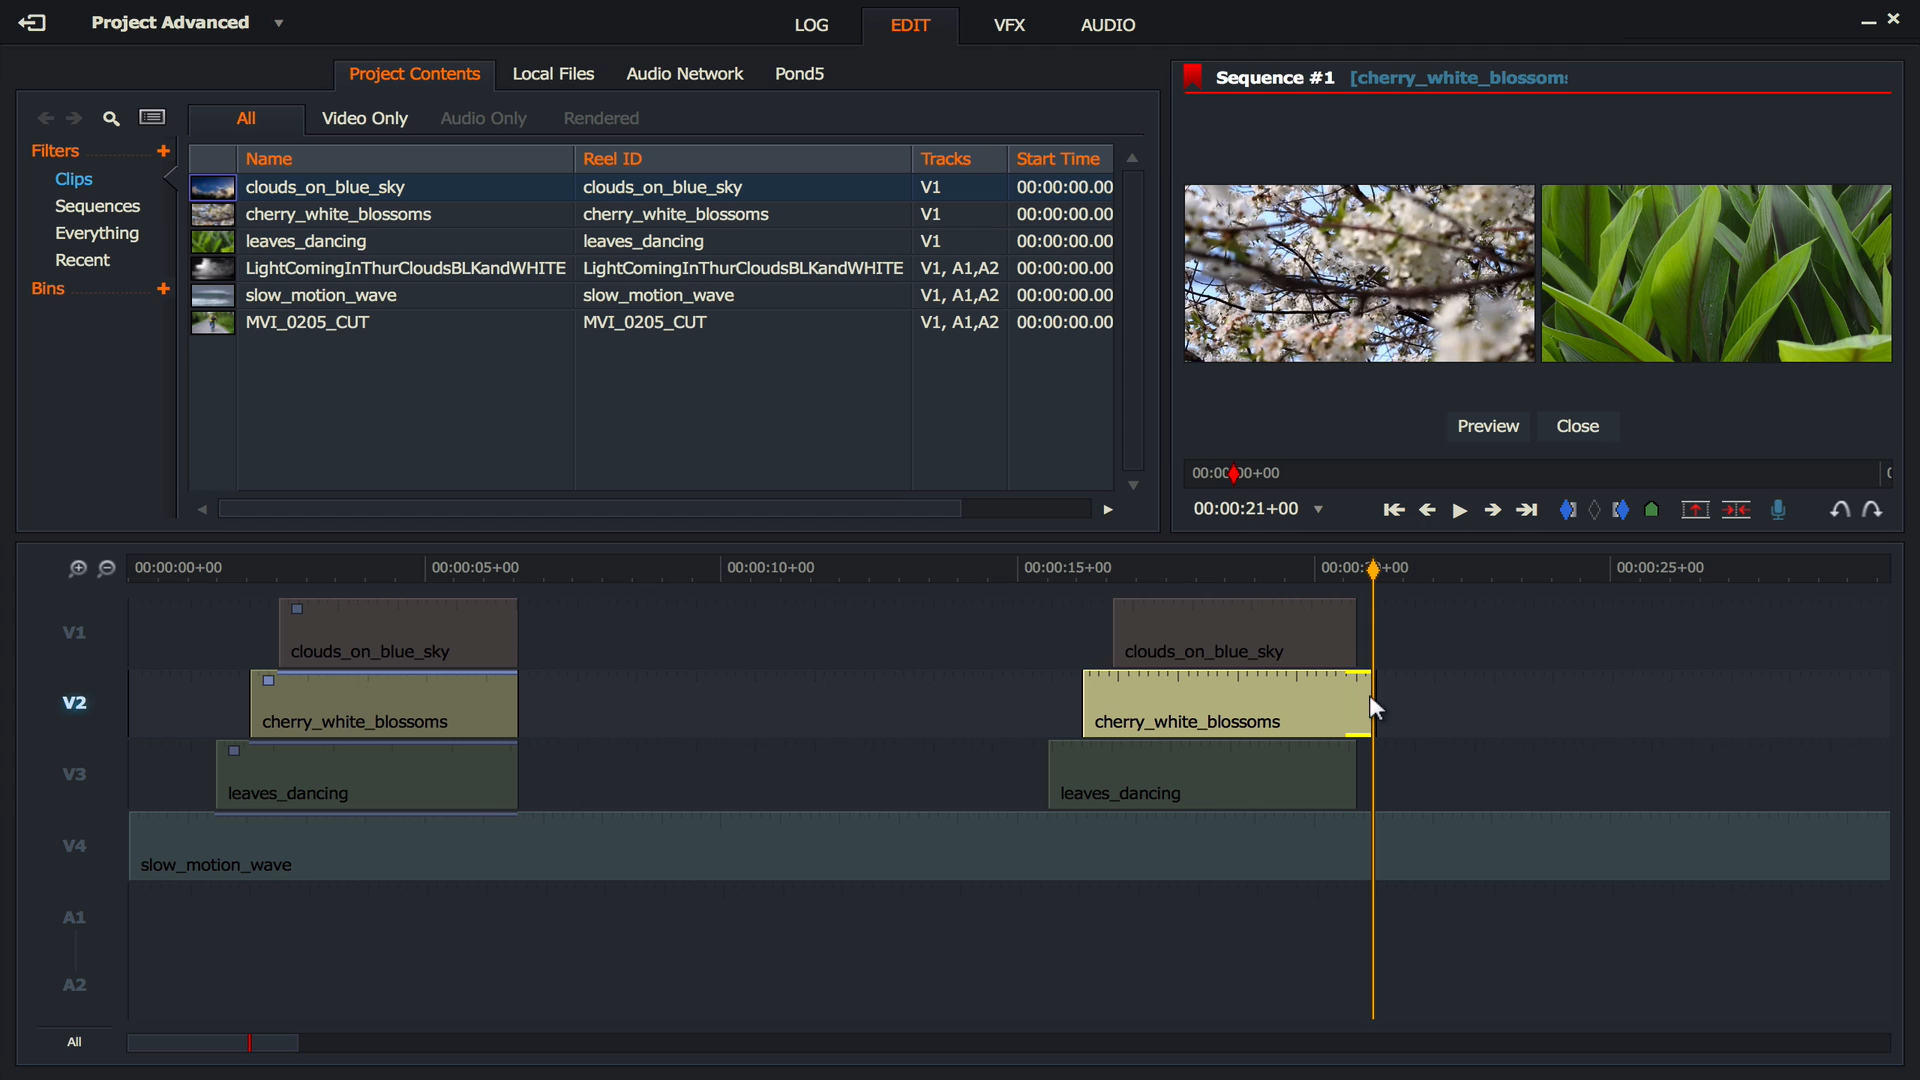 Project Advanced
LOG EDIT VFX AUDIO
Project Contents Local Files Audio Network Pond5
Sequence #1 [cherry_white_blossoms
All Video Only Audio Only Rendered
Filters
Clips
Sequences
Everything
Recent
Bins
Name Reel ID Tracks Start Time
clouds_on_blue_sky clouds_on_blue_sky V1 00:00:00.00
cherry_white_blossoms cherry_white_blossoms V1 00:00:00.00
leaves_dancing leaves_dancing V1 00:00:00.00
LightComingInThurCloudsBLKandWHITE LightComingInThurCloudsBLKandWHITE V1, A1,A2 00:00:00.00
slow_motion_wave slow_motion_wave V1, A1,A2 00:00:00.00
MVI_0205_CUT MVI_0205_CUT V1, A1,A2 00:00:00.00
Preview Close
00:00:21+00
00:00:00+00 00:00:05+00 00:00:10+00 00:00:15+00 00:00:25+00
V1 clouds_on_blue_sky clouds_on_blue_sky
V2 cherry_white_blossoms cherry_white_blossoms
V3 leaves_dancing leaves_dancing
V4 slow_motion_wave
A1
A2
All